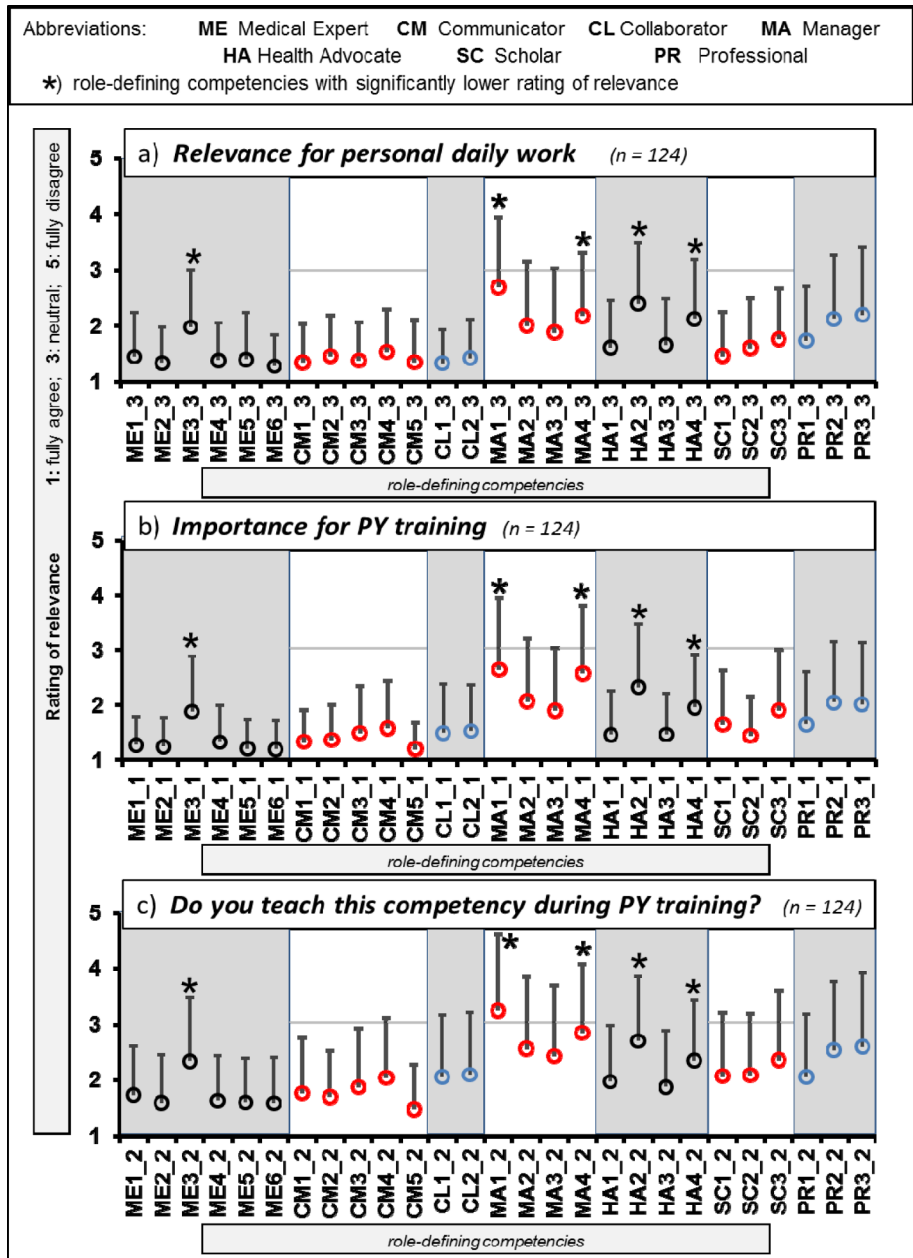 Abbreviations: ME Medical Expert CM Communicator CL Collaborator MA Manager
HA Health Advocate SC Scholar PR Professional
*) role-defining competencies with significantly lower rating of relevance
Rating of relevance 1: fully agree; 3: neutral; 5: fully disagree
a) Relevance for personal daily work (n = 124)
5
4
3
2
1
* * * * *
ME1_3 ME2_3 ME3_3 ME4_3 ME5_3 ME6_3 CM1_3 CM2_3 CM3_3 CM4_3 CM5_3 CL1_3 CL2_3 MA1_3 MA2_3 MA3_3 MA4_3 HA1_3 HA2_3 HA3_3 HA4_3 SC1_3 SC2_3 SC3_3 PR1_3 PR2_3 PR3_3
role-defining competencies
b) Importance for PY training (n = 124)
5
4
3
2
1
* * * * *
ME1_1 ME2_1 ME3_1 ME4_1 ME5_1 ME6_1 CM1_1 CM2_1 CM3_1 CM4_1 CM5_1 CL1_1 CL2_1 MA1_1 MA2_1 MA3_1 MA4_1 HA1_1 HA2_1 HA3_1 HA4_1 SC1_1 SC2_1 SC3_1 PR1_1 PR2_1 PR3_1
role-defining competencies
c) Do you teach this competency during PY training? (n = 124)
5
4
3
2
1
* * * * *
ME1_2 ME2_2 ME3_2 ME4_2 ME5_2 ME6_2 CM1_2 CM2_2 CM3_2 CM4_2 CM5_2 CL1_2 CL2_2 MA1_2 MA2_2 MA3_2 MA4_2 HA1_2 HA2_2 HA3_2 HA4_2 SC1_2 SC2_2 SC3_2 PR1_2 PR2_2 PR3_2
role-defining competencies